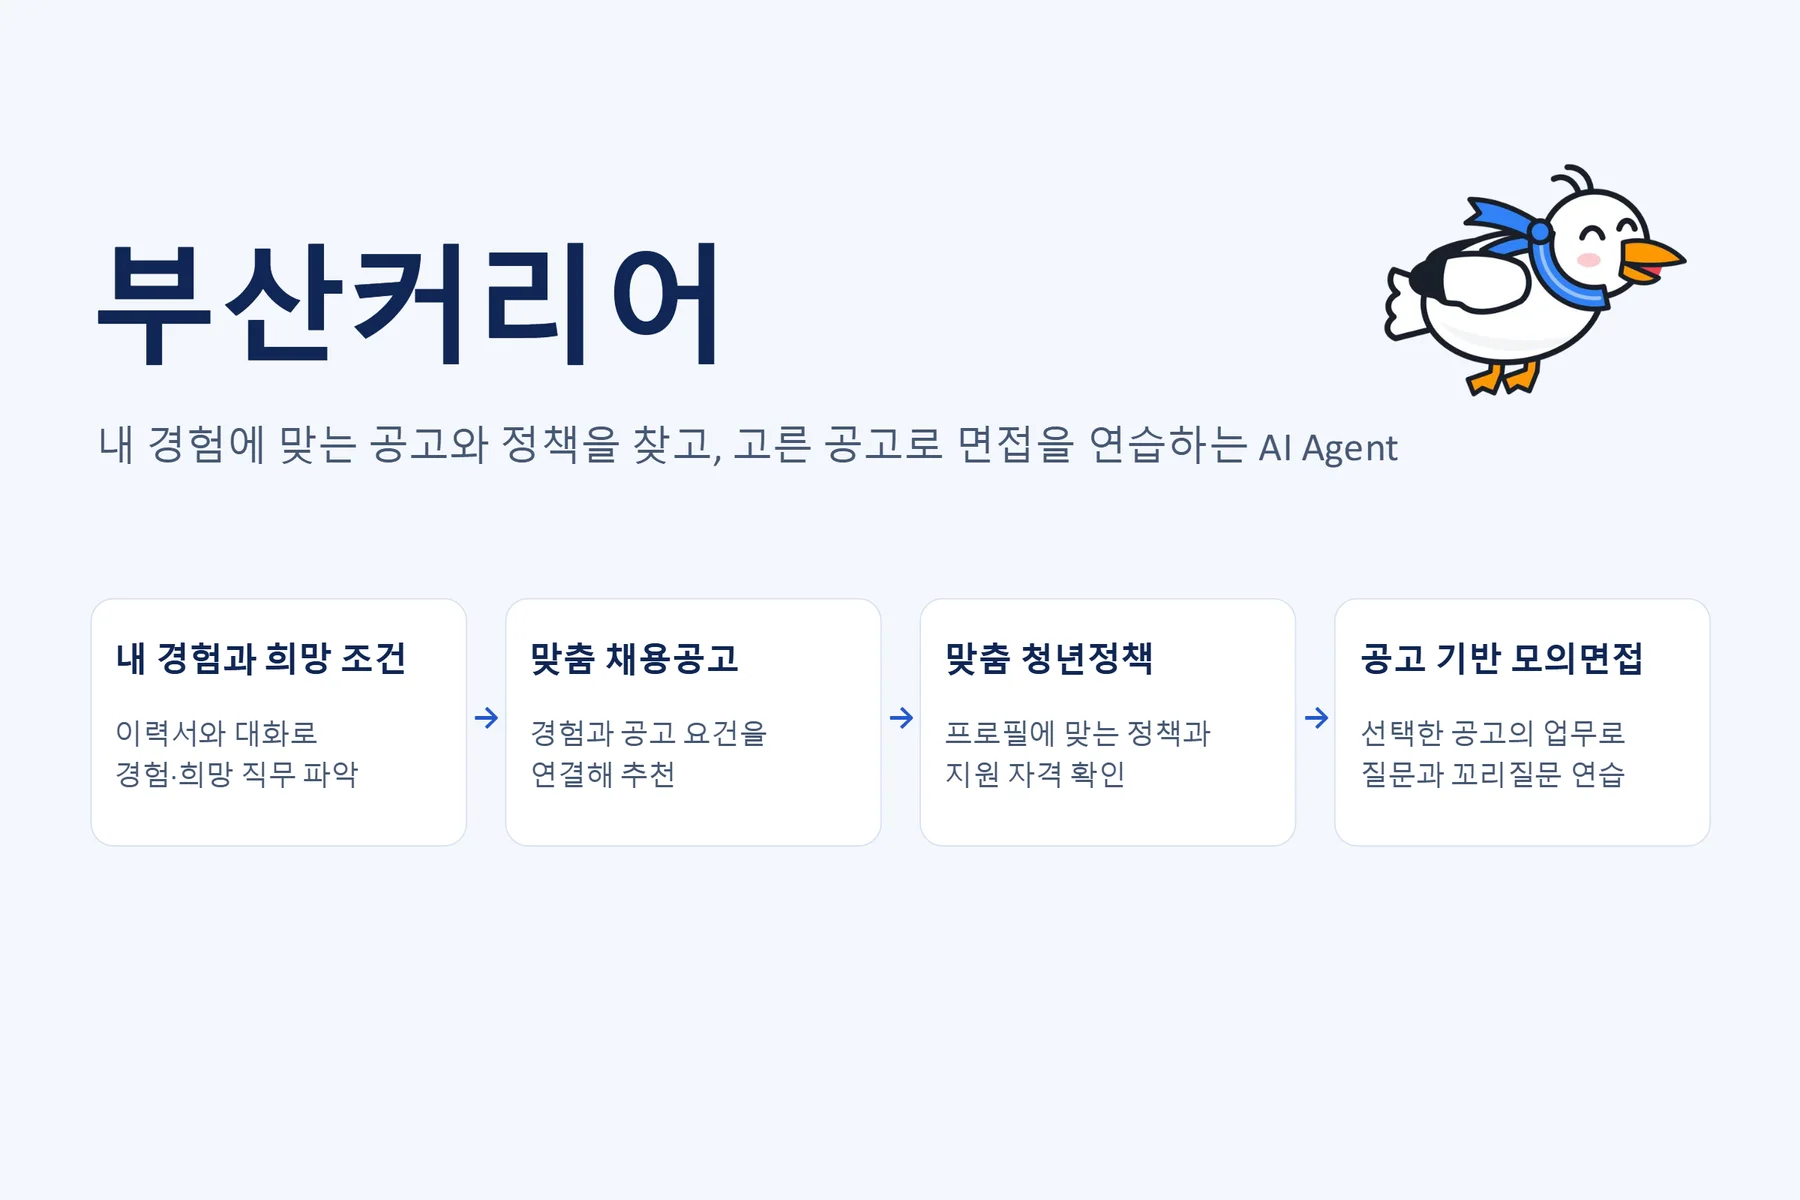 부산커리어
내 경험에 맞는 공고와 정책을 찾고, 고른 공고로 면접을 연습하는 AI Agent
내 경험과 희망 조건
이력서와 대화로
경험·희망 직무 파악
→
맞춤 채용공고
경험과 공고 요건을
연결해 추천
→
맞춤 청년정책
프로필에 맞는 정책과
지원 자격 확인
→
공고 기반 모의면접
선택한 공고의 업무로
질문과 꼬리질문 연습